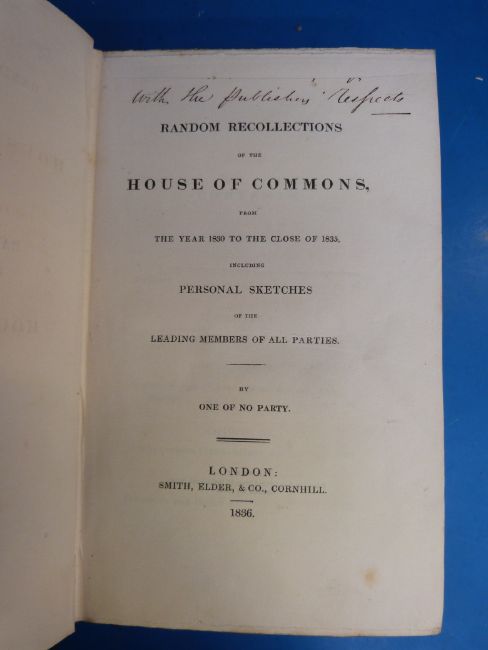 With the Publishers' Respects
RANDOM RECOLLECTIONS
OF THE
HOUSE OF COMMONS,
FROM
THE YEAR 1830 TO THE CLOSE OF 1835,
INCLUDING
PERSONAL SKETCHES
OF THE
LEADING MEMBERS OF ALL PARTIES.
BY
ONE OF NO PARTY.
LONDON:
SMITH, ELDER, & CO., CORNHILL.
1836.